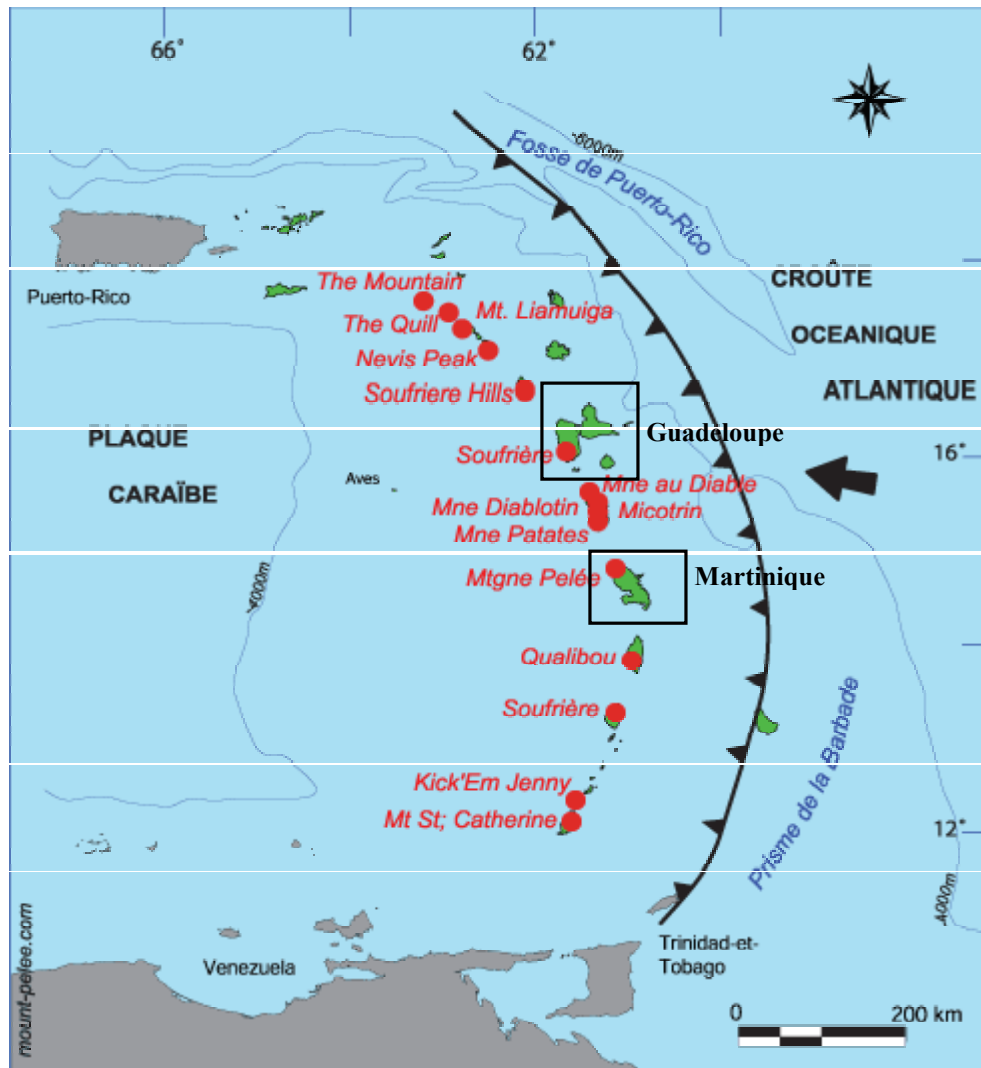 66°
62°
-6000m
Fosse de Puerto-Rico
CROÛTE
OCEANIQUE
ATLANTIQUE
Puerto-Rico
The Mountain
The Quill
Mt. Liamuiga
Nevis Peak
Soufriere Hills
PLAQUE
CARAÏBE
Guadeloupe
Soufrière
16°
Aves
Mne au Diable
Mne Diablotin
Micotrin
Mne Patates
-4000m
Mtgne Pelée
Martinique
Qualibou
Soufrière
Prisme de la Barbade
Kick'Em Jenny
Mt St; Catherine
12°
-4000m
Trinidad-et-
Tobago
Venezuela
mount-pelee.com
0
200 km